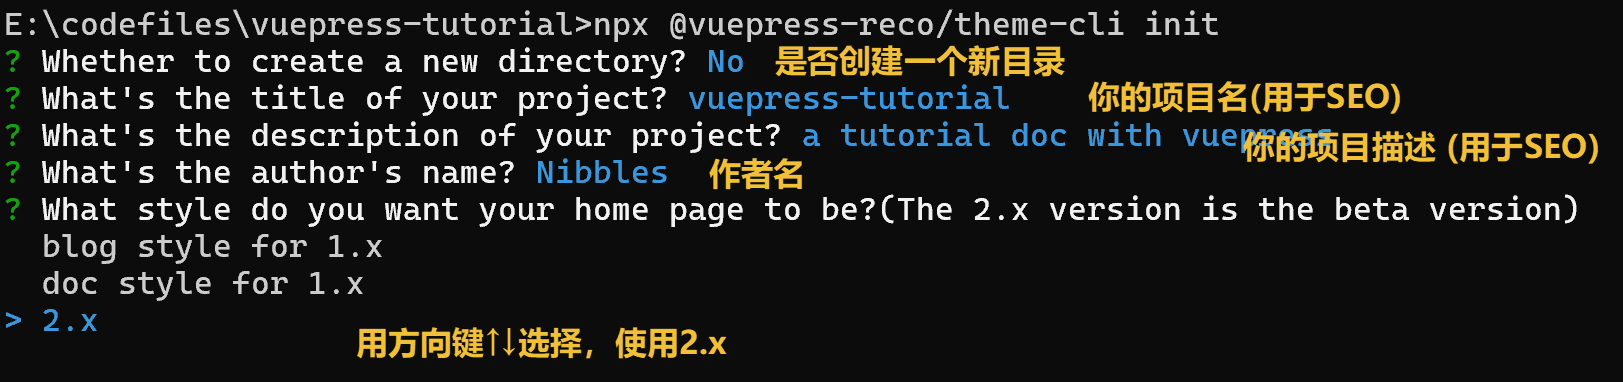 E:\codefiles\vuepress-tutorial>npx @vuepress-reco/theme-cli init
? Whether to create a new directory? No 是否创建一个新目录
? What's the title of your project? vuepress-tutorial 你的项目名(用于SEO)
? What's the description of your project? a tutorial doc with vuepress 你的项目描述 (用于SEO)
? What's the author's name? Nibbles 作者名
? What style do you want your home page to be?(The 2.x version is the beta version)
blog style for 1.x
doc style for 1.x
> 2.x
用方向键↑↓选择，使用2.x